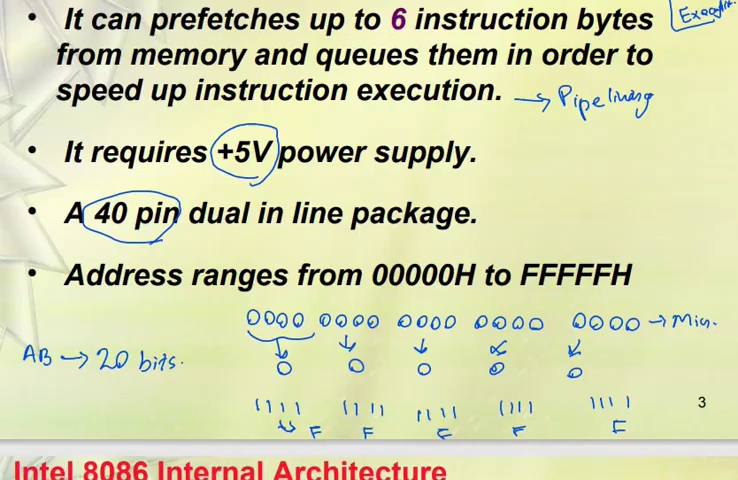 • It can prefetches up to 6 instruction bytes
from memory and queues them in order to
speed up instruction execution. → Pipelining
• It requires +5V power supply.
• A 40 pin dual in line package.
• Address ranges from 00000H to FFFFFH
0000 0000 0000 0000 0000 → Min.
AB → 20 bits.
0 0 0 0 0
1111 1111 1111 1111 1111
F F F F F
3
Intel 8086 Internal Architecture